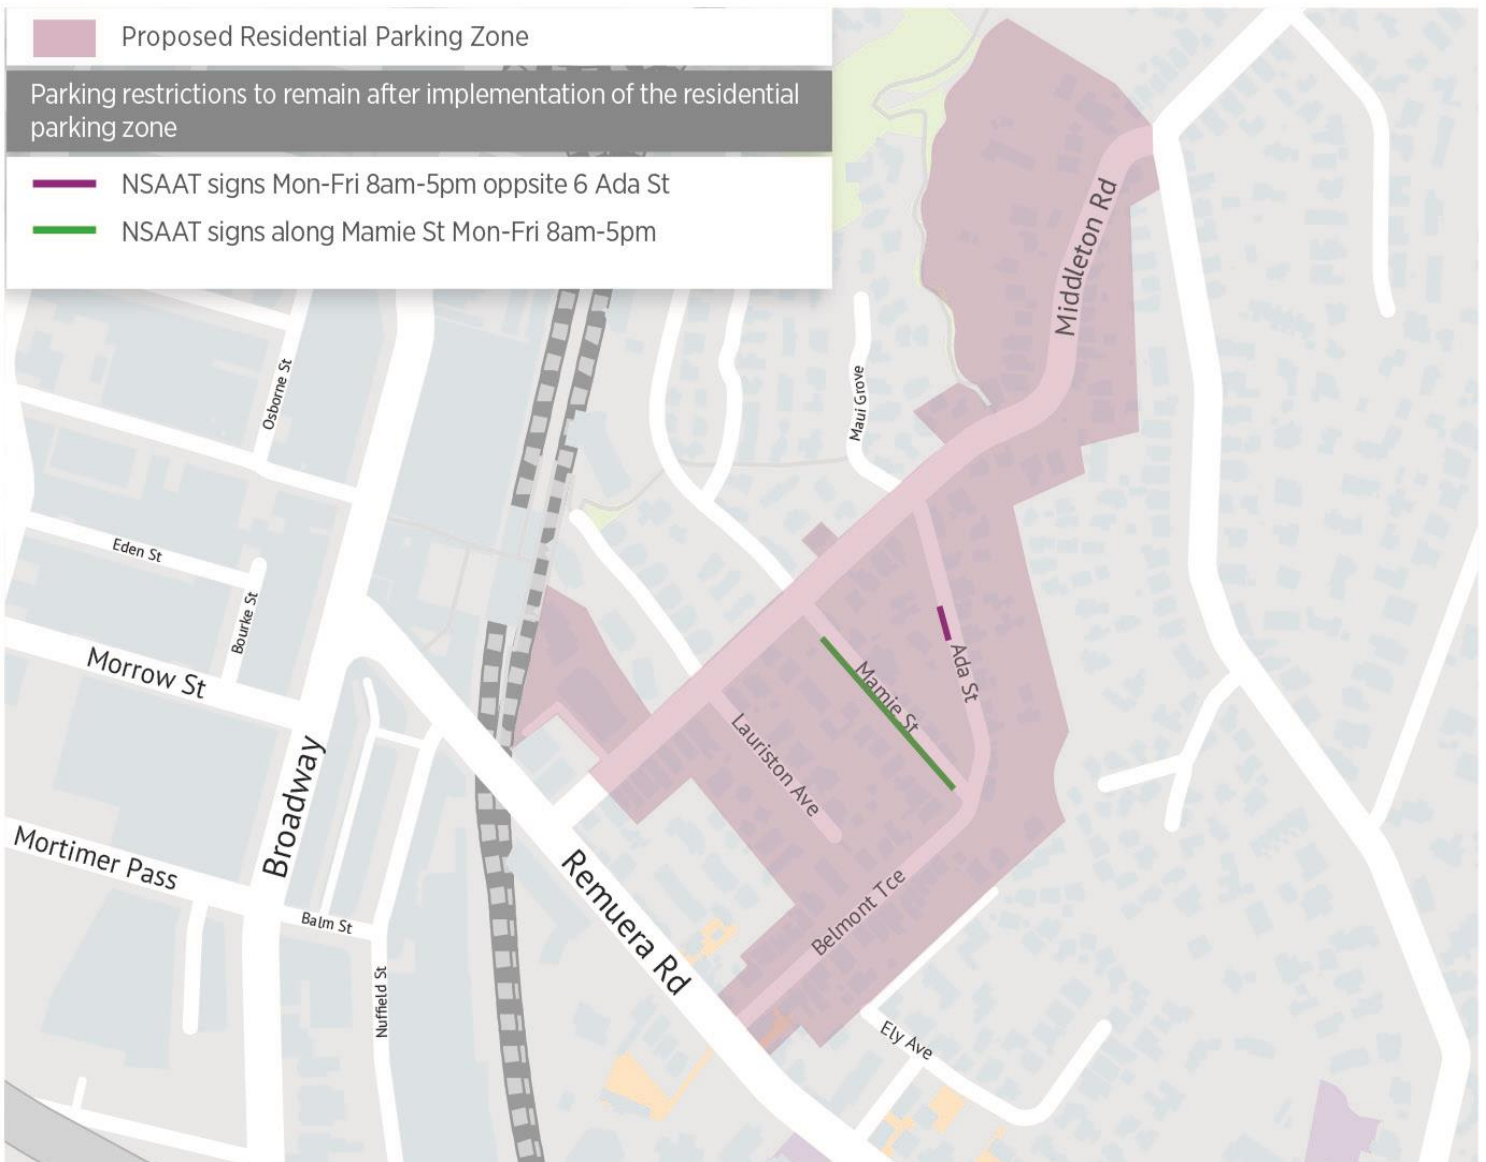 Proposed Residential Parking Zone
Parking restrictions to remain after implementation of the residential
parking zone
NSAAT signs Mon-Fri 8am-5pm oppsite 6 Ada St
NSAAT signs along Mamie St Mon-Fri 8am-5pm
Middleton Rd
Osborne St
Maui Grove
Eden St
Bourke St
Morrow St
Ada St
Mamie St
Lauriston Ave
Broadway
Mortimer Pass
Remuera Rd
Belmont Tce
Balm St
Nuffield St
Ely Ave